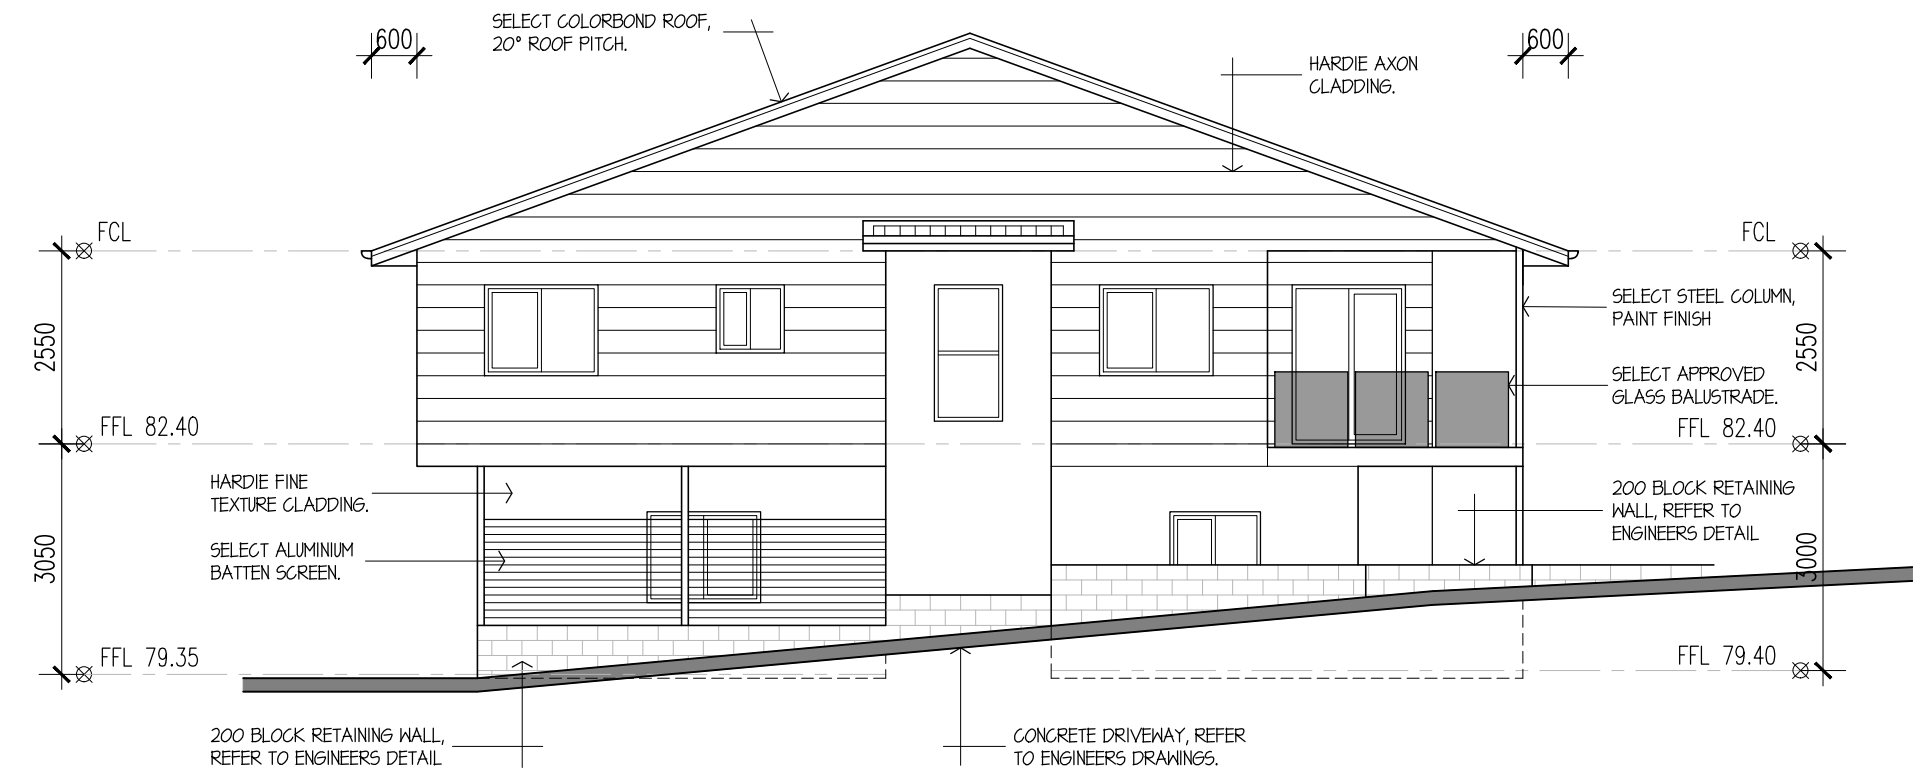 600
SELECT COLORBOND ROOF,
20° ROOF PITCH.
600
HARDIE AXON
CLADDING.
FCL
FCL
SELECT STEEL COLUMN,
PAINT FINISH
2550
2550
SELECT APPROVED
GLASS BALUSTRADE.
FFL 82.40
FFL 82.40
HARDIE FINE
TEXTURE CLADDING.
200 BLOCK RETAINING
WALL, REFER TO
ENGINEERS DETAIL
SELECT ALUMINIUM
BATTEN SCREEN.
3050
3000
FFL 79.35
FFL 79.40
200 BLOCK RETAINING WALL,
REFER TO ENGINEERS DETAIL
CONCRETE DRIVEWAY, REFER
TO ENGINEERS DRAWINGS.